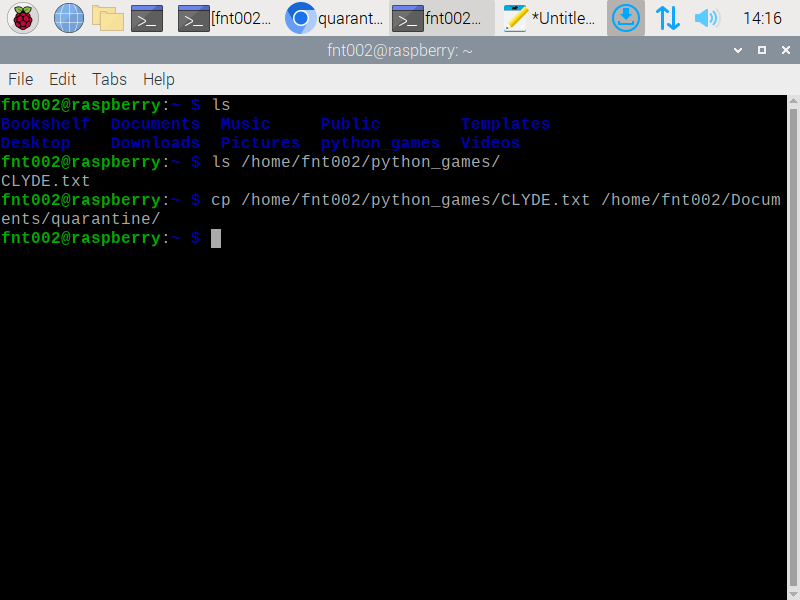 [fnt002... quarant... fnt002... *Untitle... 14:16
fnt002@raspberry: ~
File Edit Tabs Help
fnt002@raspberry:~ $ ls
Bookshelf  Documents  Music     Public        Templates
Desktop    Downloads  Pictures  python_games  Videos
fnt002@raspberry:~ $ ls /home/fnt002/python_games/
CLYDE.txt
fnt002@raspberry:~ $ cp /home/fnt002/python_games/CLYDE.txt /home/fnt002/Docum
ents/quarantine/
fnt002@raspberry:~ $